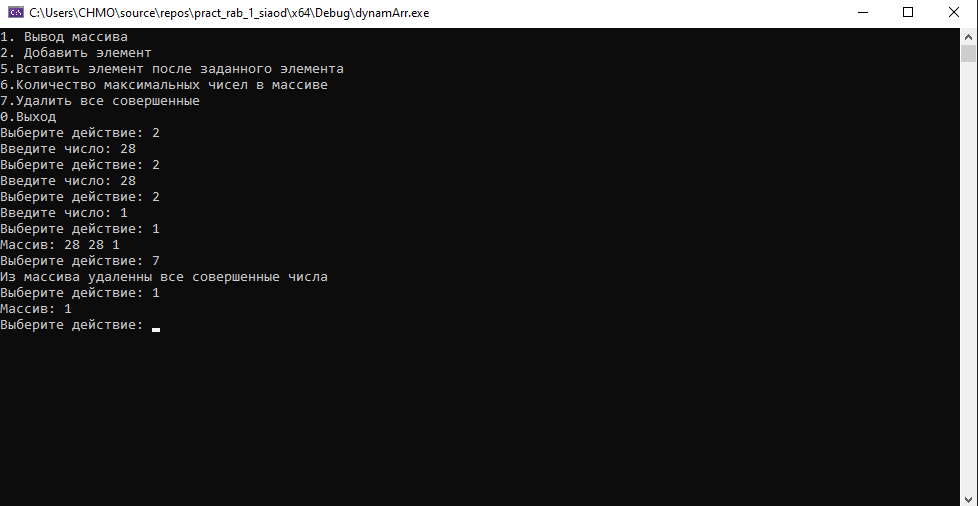 C:\Users\CHMO\source\repos\pract_rab_1_siaod\x64\Debug\dynamArr.exe
1. Вывод массива
2. Добавить элемент
5.Вставить элемент после заданного элемента
6.Количество максимальных чисел в массиве
7.Удалить все совершенные
0.Выход
Выберите действие: 2
Введите число: 28
Выберите действие: 2
Введите число: 28
Выберите действие: 2
Введите число: 1
Выберите действие: 1
Массив: 28 28 1
Выберите действие: 7
Из массива удаленны все совершенные числа
Выберите действие: 1
Массив: 1
Выберите действие: